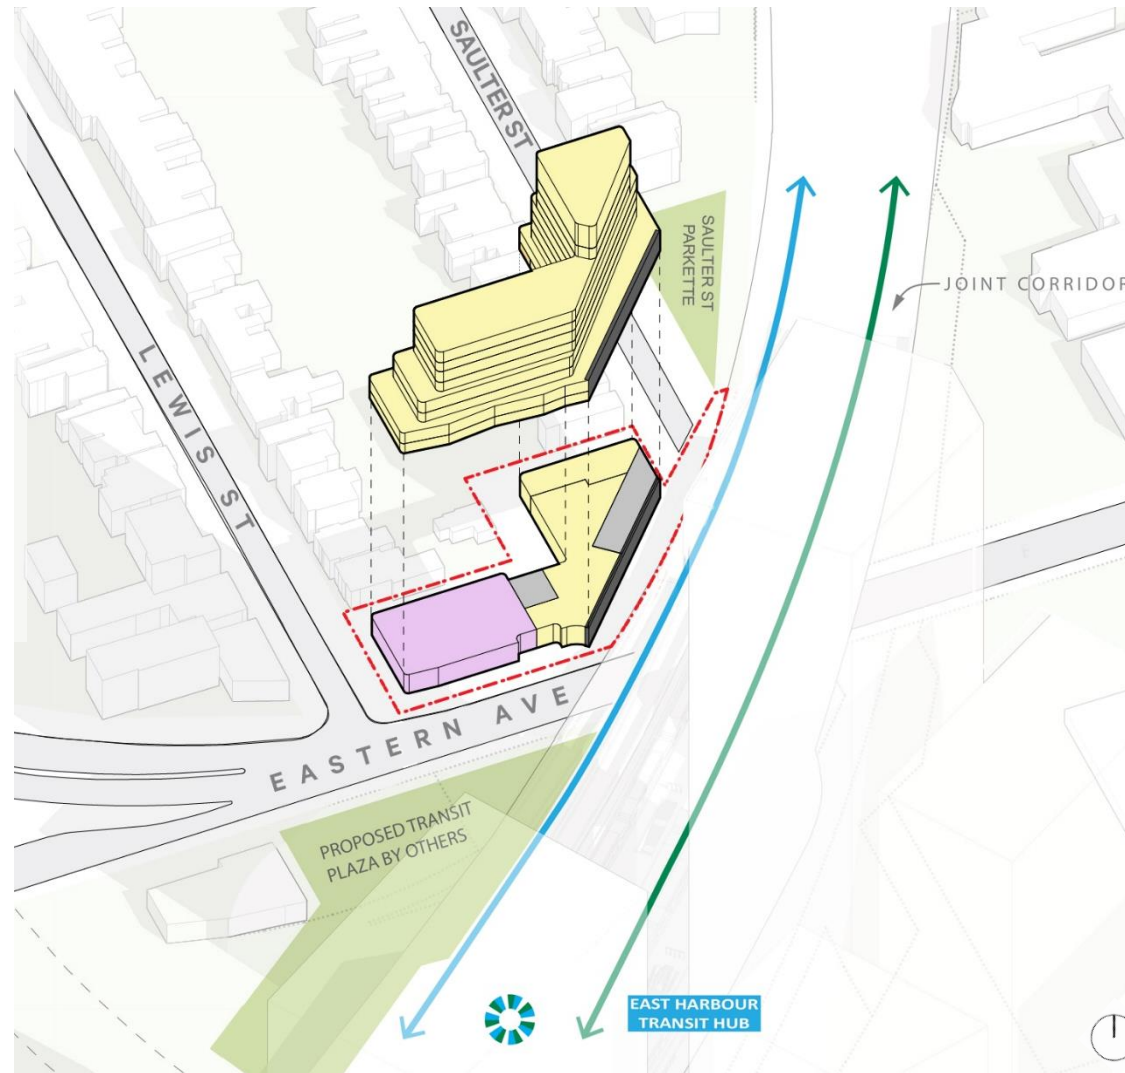 SAULTER ST
SAULTER ST
PARKETTE
JOINT CORRIDOR
LEWIS ST
EASTERN AVE
PROPOSED TRANSIT
PLAZA BY OTHERS
EAST HARBOUR
TRANSIT HUB